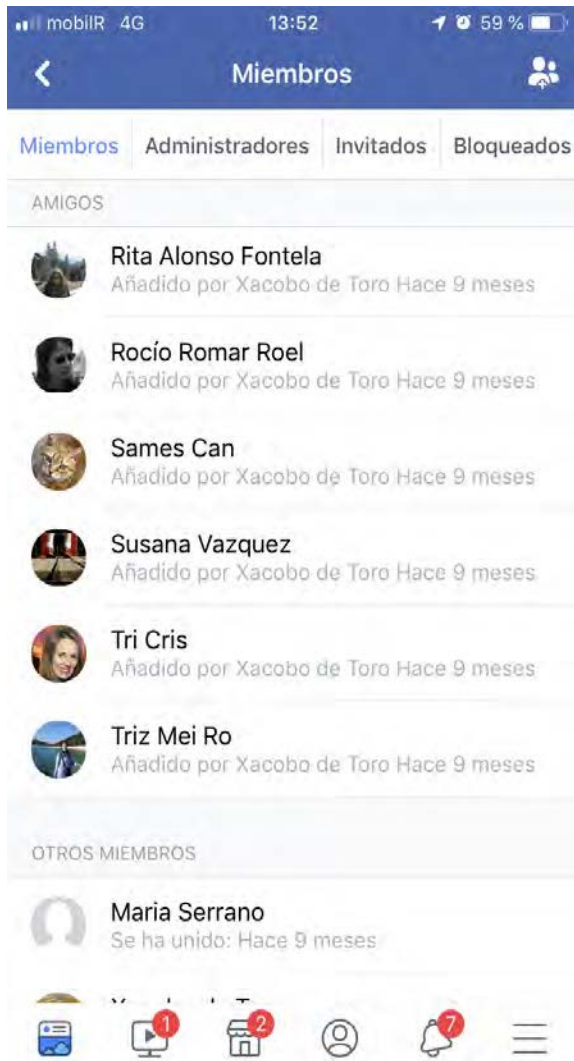 mobilR 4G 13:52 59 %
Miembros
Miembros Administradores Invitados Bloqueados
AMIGOS
Rita Alonso Fontela
Añadido por Xacobo de Toro Hace 9 meses
Rocío Romar Roel
Añadido por Xacobo de Toro Hace 9 meses
Sames Can
Añadido por Xacobo de Toro Hace 9 meses
Susana Vazquez
Añadido por Xacobo de Toro Hace 9 meses
Tri Cris
Añadido por Xacobo de Toro Hace 9 meses
Triz Mei Ro
Añadido por Xacobo de Toro Hace 9 meses
OTROS MIEMBROS
Maria Serrano
Se ha unido: Hace 9 meses
1 2 7